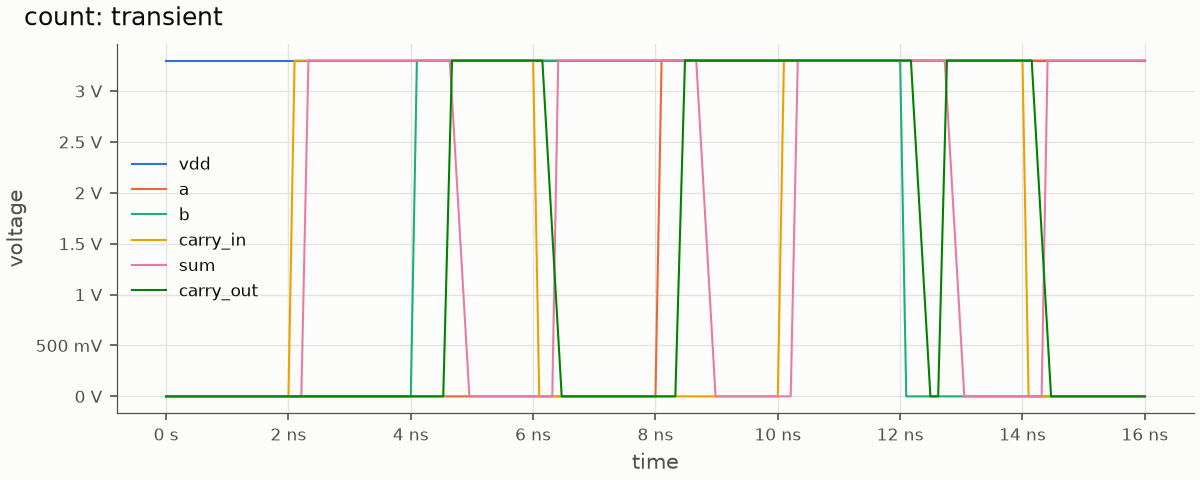 count: transient
3 V
2.5 V
2 V
1.5 V
1 V
500 mV
0 V
voltage
vdd
a
b
carry_in
sum
carry_out
0 s
2 ns
4 ns
6 ns
8 ns
10 ns
12 ns
14 ns
16 ns
time